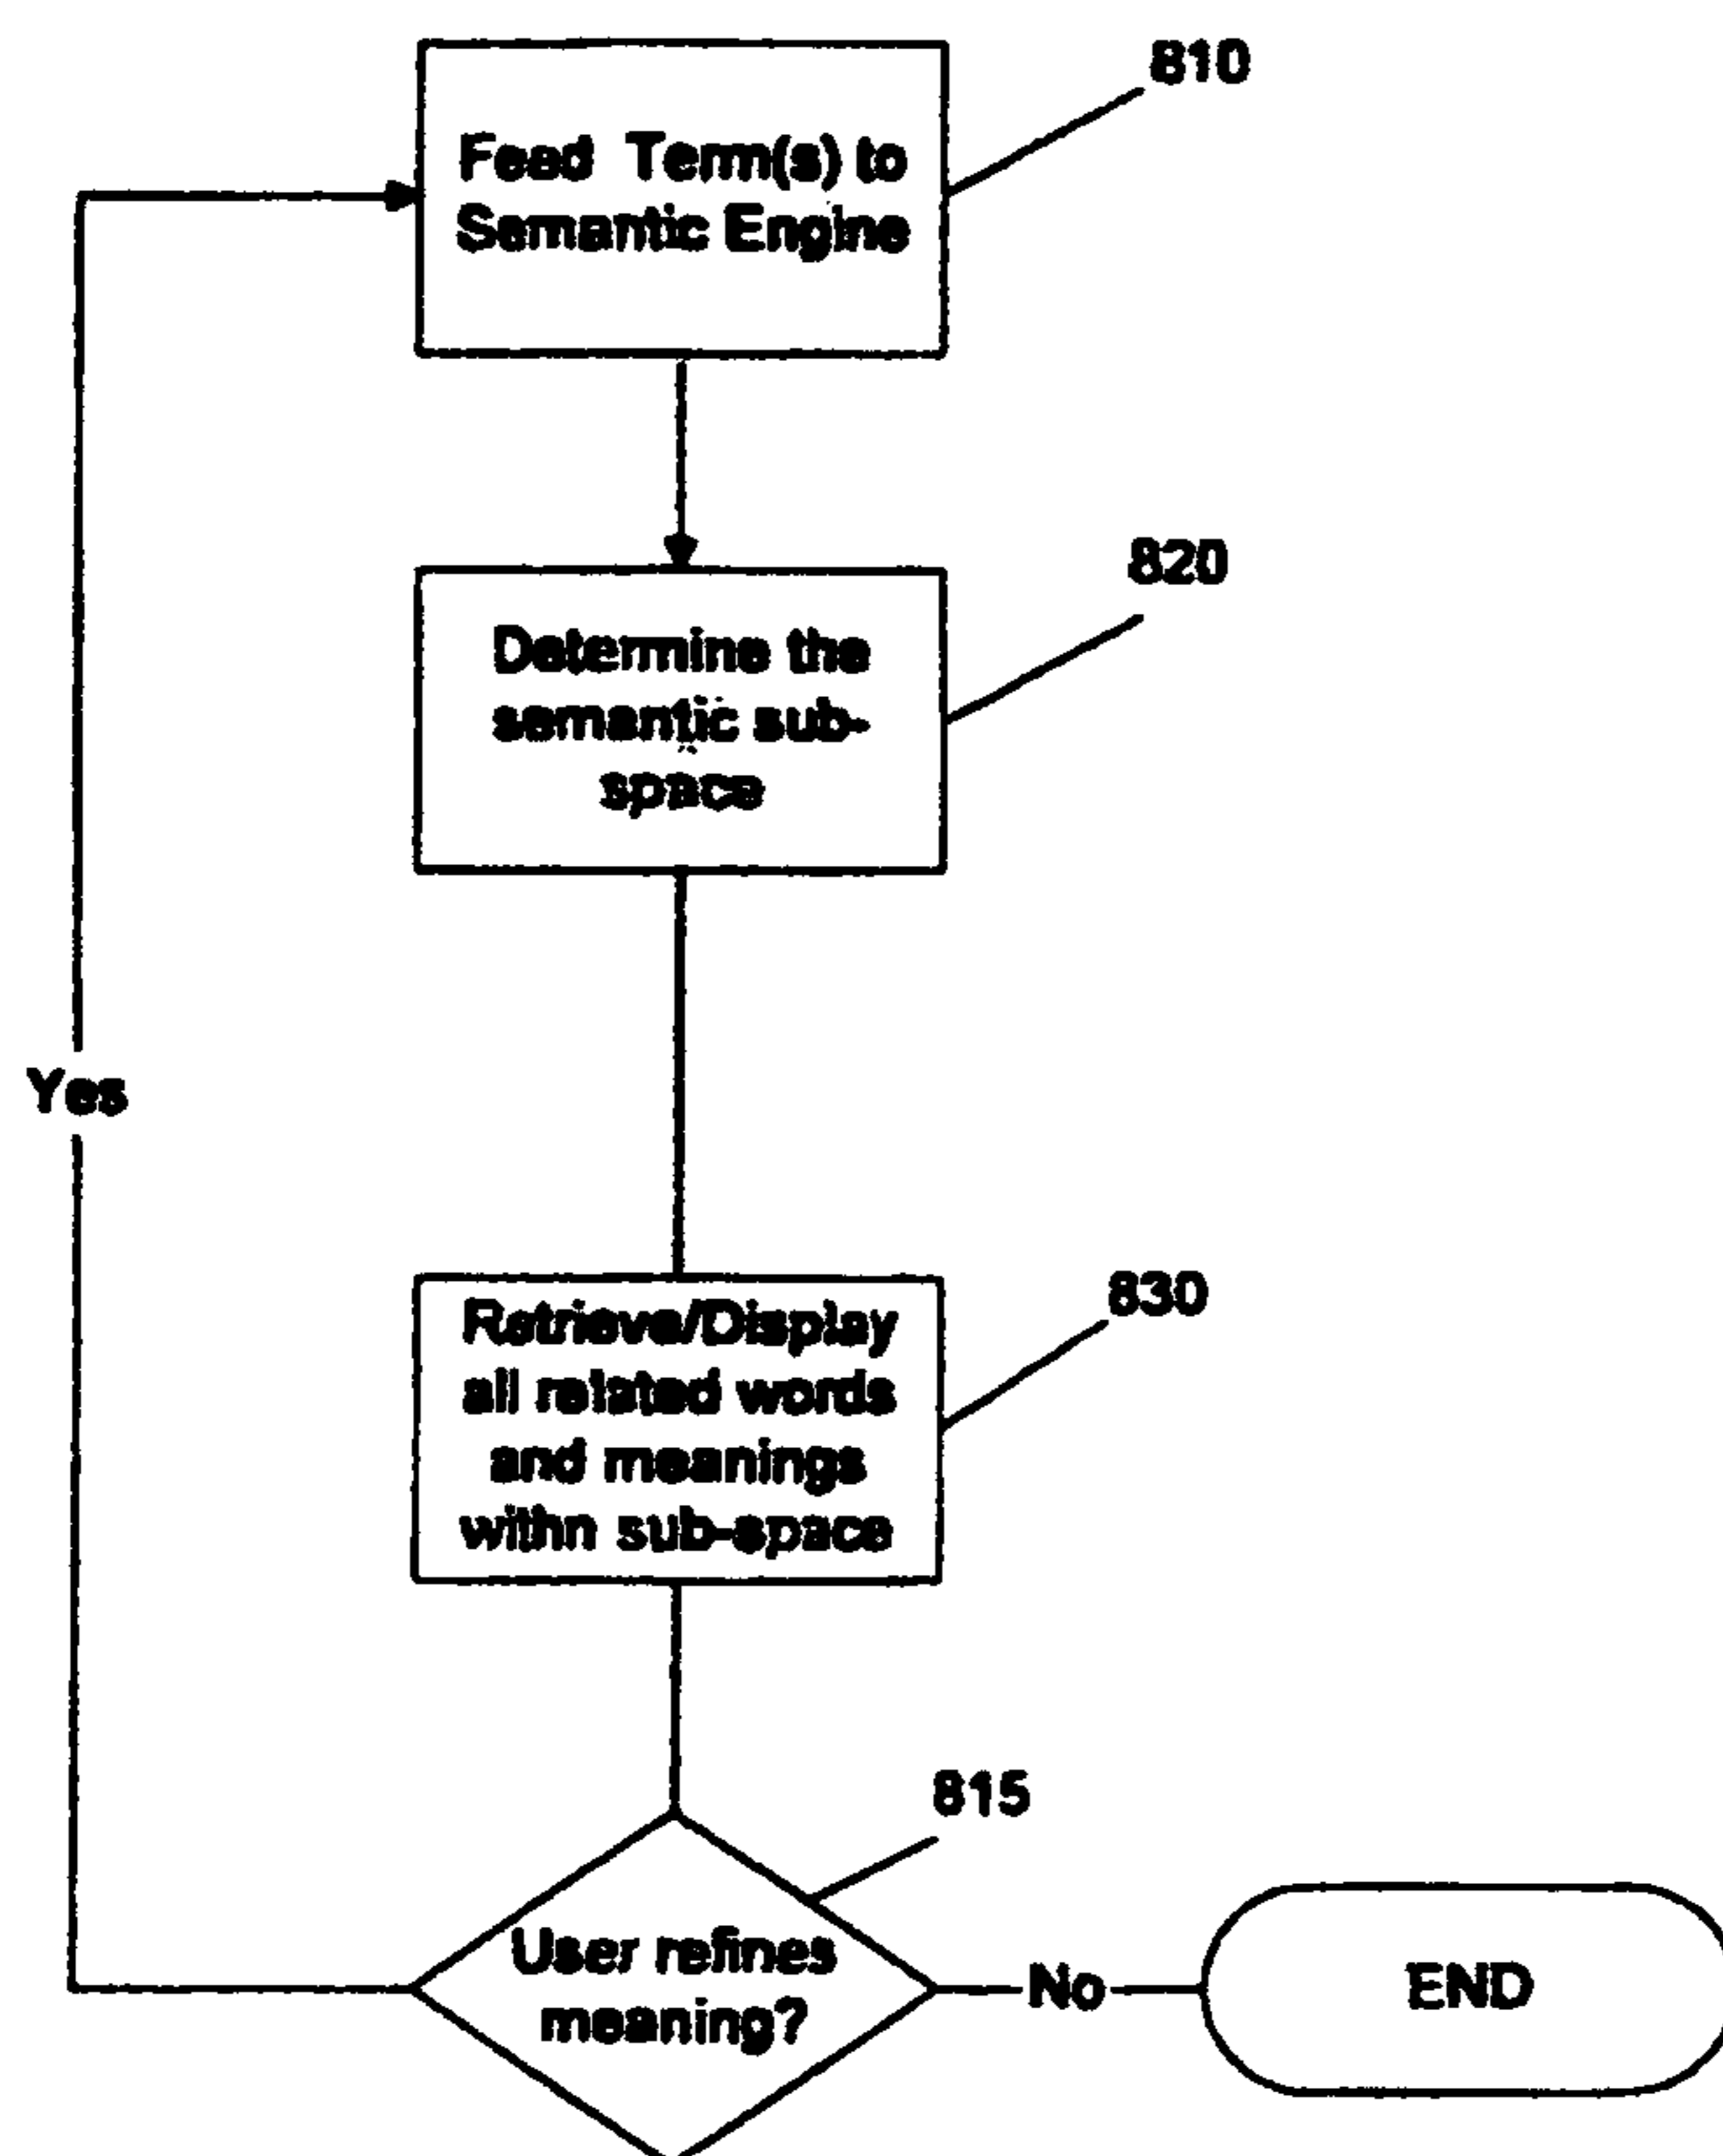 810
Feed Term(s) to
Semantic Engine
820
Determine the
semantic sub-
space
Yes
830
Retrieve/Display
all related words
and meanings
withn sub-space
815
User refines
meaning?
No
END